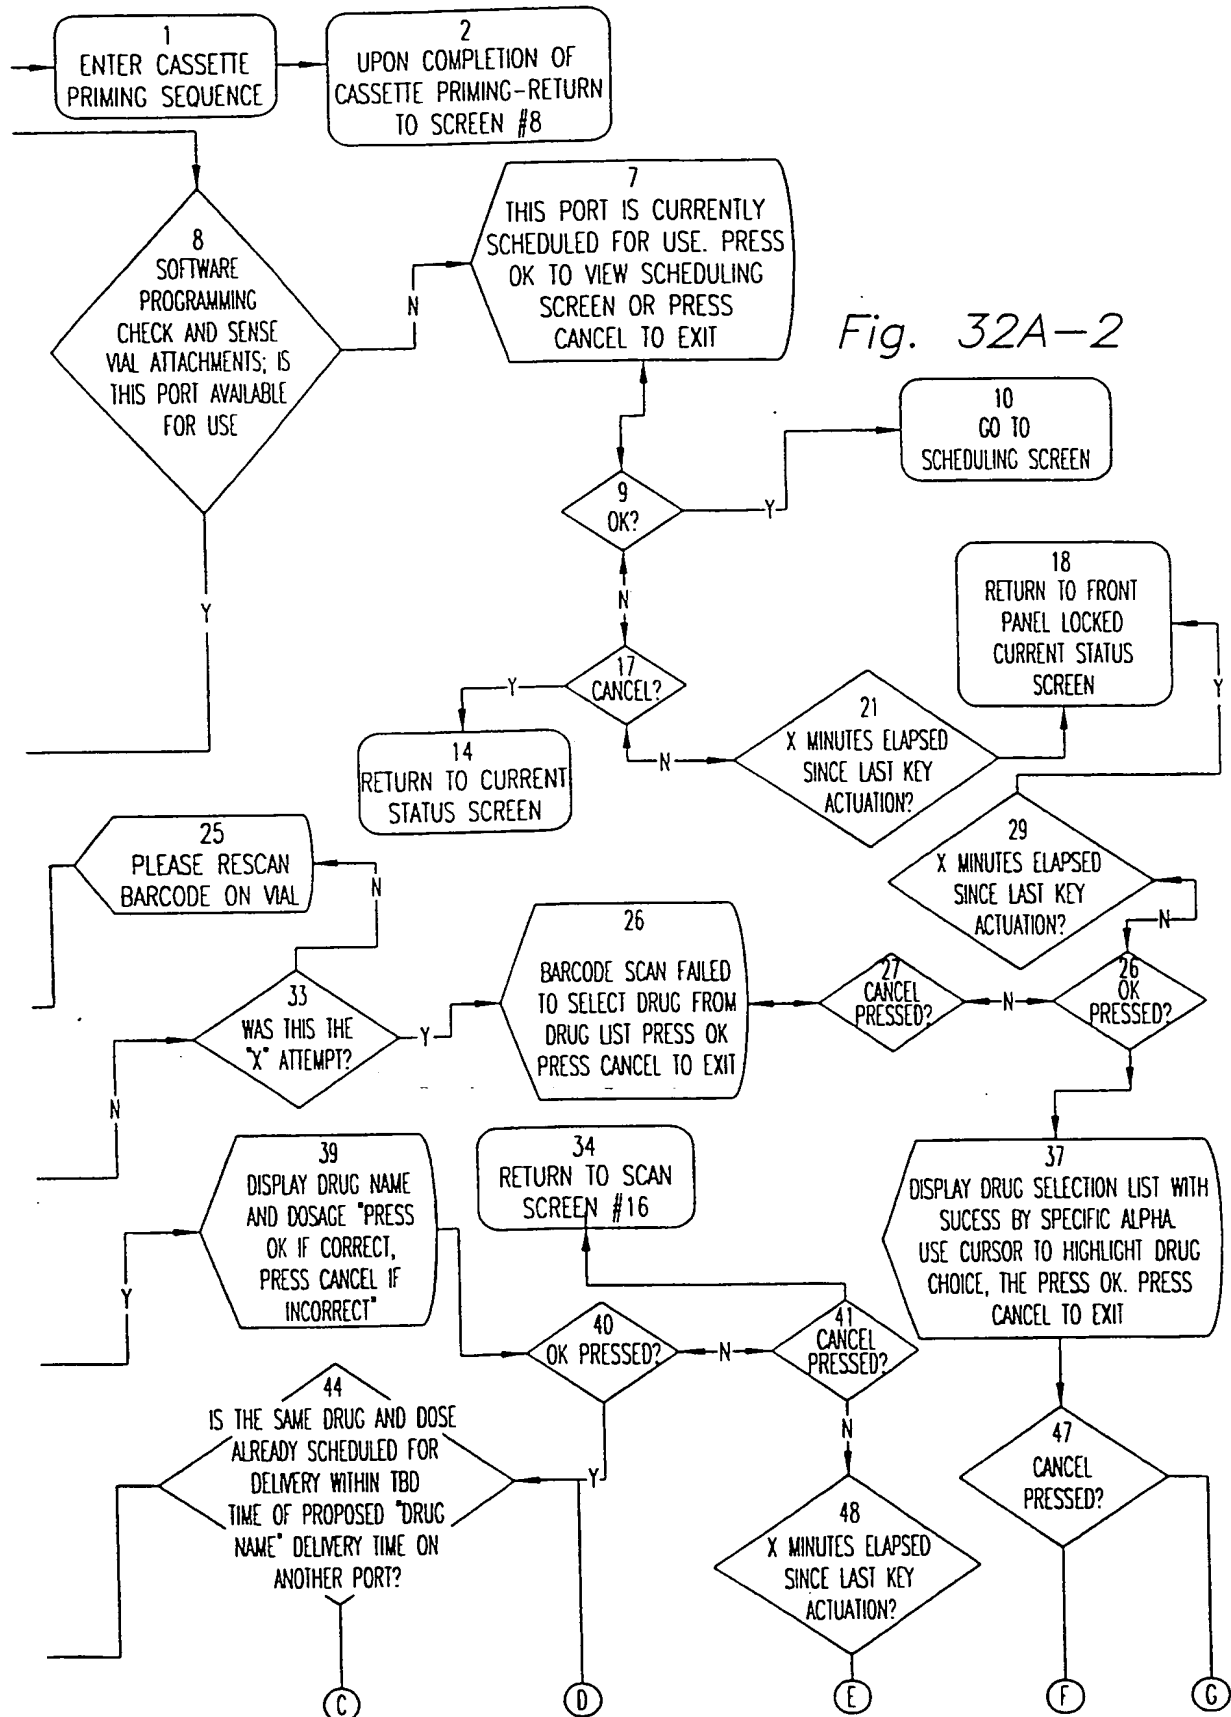 1
ENTER CASSETTE
PRIMING SEQUENCE
2
UPON COMPLETION OF
CASSETTE PRIMING-RETURN
TO SCREEN #8
8
SOFTWARE
PROGRAMMING
CHECK AND SENSE
VIAL ATTACHMENTS; IS
THIS PORT AVAILABLE
FOR USE
N
Y
7
THIS PORT IS CURRENTLY
SCHEDULED FOR USE. PRESS
OK TO VIEW SCHEDULING
SCREEN OR PRESS
CANCEL TO EXIT
Fig. 32A-2
10
GO TO
SCHEDULING SCREEN
9
OK?
Y
N
17
CANCEL?
Y
N
14
RETURN TO CURRENT
STATUS SCREEN
21
X MINUTES ELAPSED
SINCE LAST KEY
ACTUATION?
18
RETURN TO FRONT
PANEL LOCKED
CURRENT STATUS
SCREEN
Y
29
X MINUTES ELAPSED
SINCE LAST KEY
ACTUATION?
N
25
PLEASE RESCAN
BARCODE ON VIAL
N
33
WAS THIS THE
"X" ATTEMPT?
Y
N
26
BARCODE SCAN FAILED
TO SELECT DRUG FROM
DRUG LIST PRESS OK
PRESS CANCEL TO EXIT
27
CANCEL
PRESSED?
N
26
OK
PRESSED?
39
DISPLAY DRUG NAME
AND DOSAGE "PRESS
OK IF CORRECT,
PRESS CANCEL IF
INCORRECT"
Y
34
RETURN TO SCAN
SCREEN #16
37
DISPLAY DRUG SELECTION LIST WITH
SUCESS BY SPECIFIC ALPHA.
USE CURSOR TO HIGHLIGHT DRUG
CHOICE, THE PRESS OK. PRESS
CANCEL TO EXIT
40
OK PRESSED?
N
41
CANCEL
PRESSED?
Y
N
44
IS THE SAME DRUG AND DOSE
ALREADY SCHEDULED FOR
DELIVERY WITHIN TBD
TIME OF PROPOSED "DRUG
NAME" DELIVERY TIME ON
ANOTHER PORT?
47
CANCEL
PRESSED?
48
X MINUTES ELAPSED
SINCE LAST KEY
ACTUATION?
C
D
E
F
G